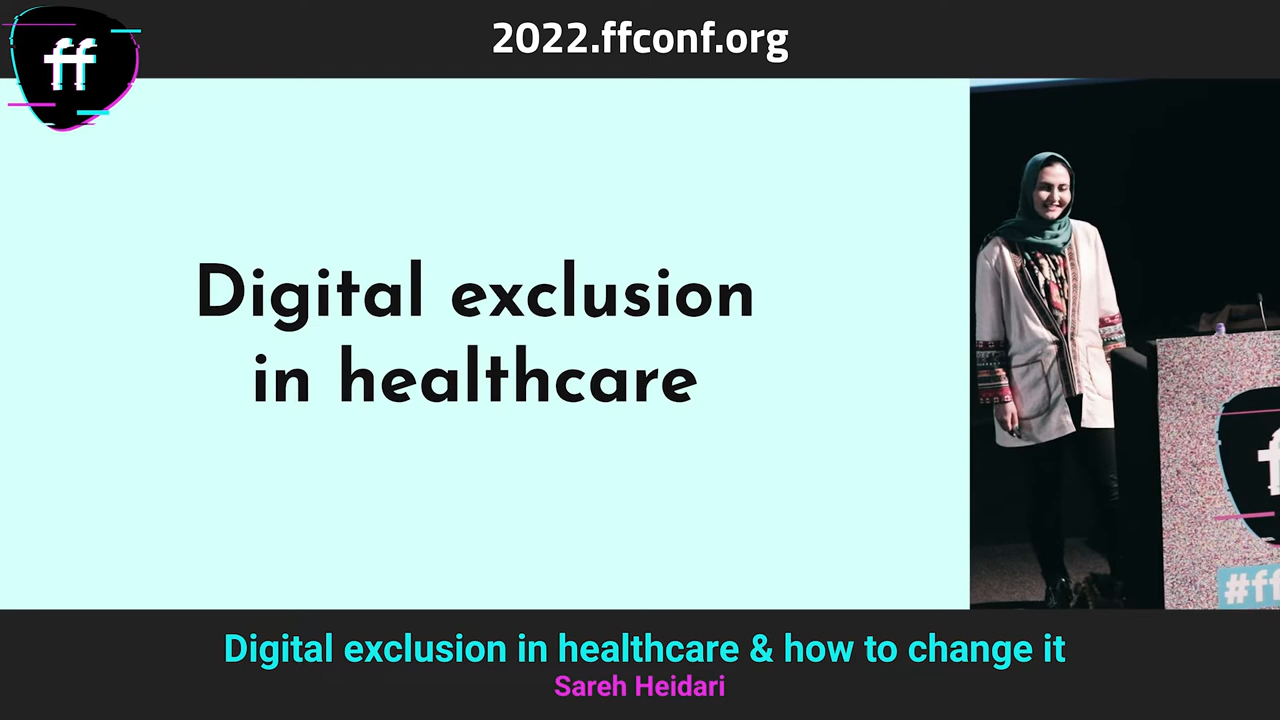 2022.ffconf.org
ff
Digital exclusion
in healthcare
#ff
Digital exclusion in healthcare & how to change it
Sareh Heidari